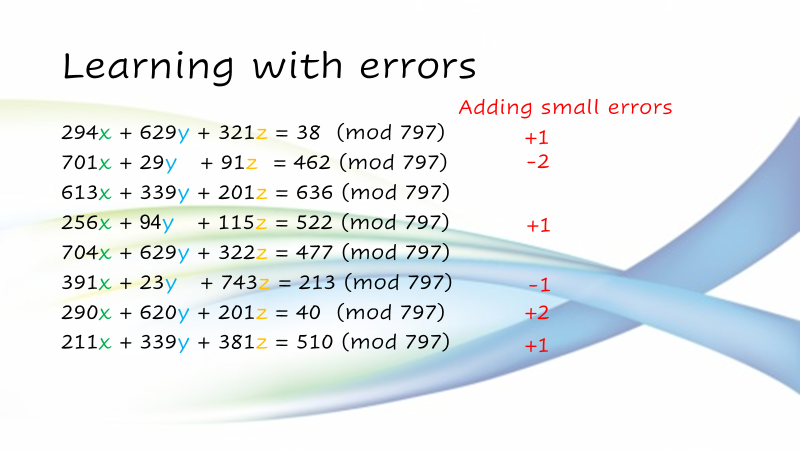 Learning with errors
Adding small errors
294x + 629y + 321z = 38 (mod 797) +1
701x + 29y + 91z = 462 (mod 797) -2
613x + 339y + 201z = 636 (mod 797)
256x + 94y + 115z = 522 (mod 797) +1
704x + 629y + 322z = 477 (mod 797)
391x + 23y + 743z = 213 (mod 797) -1
290x + 620y + 201z = 40 (mod 797) +2
211x + 339y + 381z = 510 (mod 797) +1